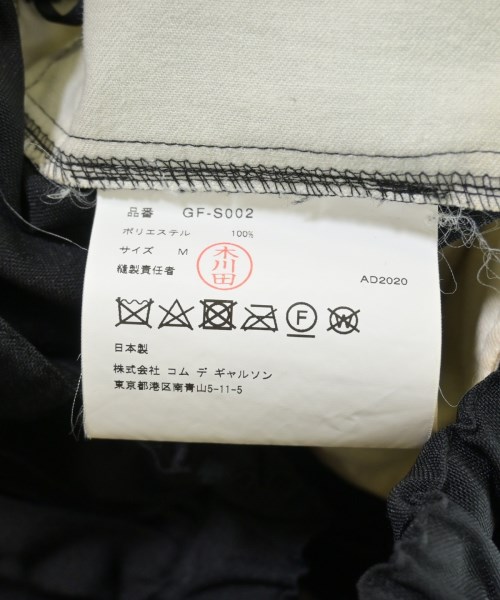 品番 GF-S002
ポリエステル 100%
サイズ M
縫製責任者 木川田
AD2020
F W
日本製
株式会社 コム デ ギャルソン
東京都港区南青山5-11-5